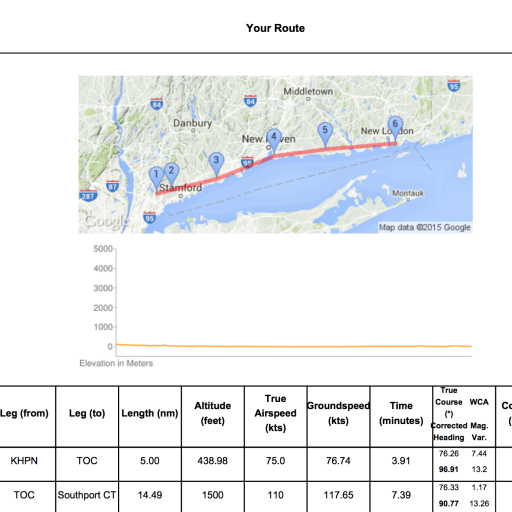 Your Route
95
84
84
Middletown
Danbury
6
5
4
New London
3
95
1
2
Stamford
87
287
Montauk
Google
95
Map data ©2015 Google
5000
4000
3000
2000
1000
0
Elevation in Meters
Leg (from) Leg (to) Length (nm) Altitude (feet) True Airspeed (kts) Groundspeed (kts) Time (minutes) True Course (°) WCA
Corrected Heading Mag. Var.
KHPN TOC 5.00 438.98 75.0 76.74 3.91 76.26 7.44
96.91 13.2
TOC Southport CT 14.49 1500 110 117.65 7.39 76.33 1.17
90.77 13.26